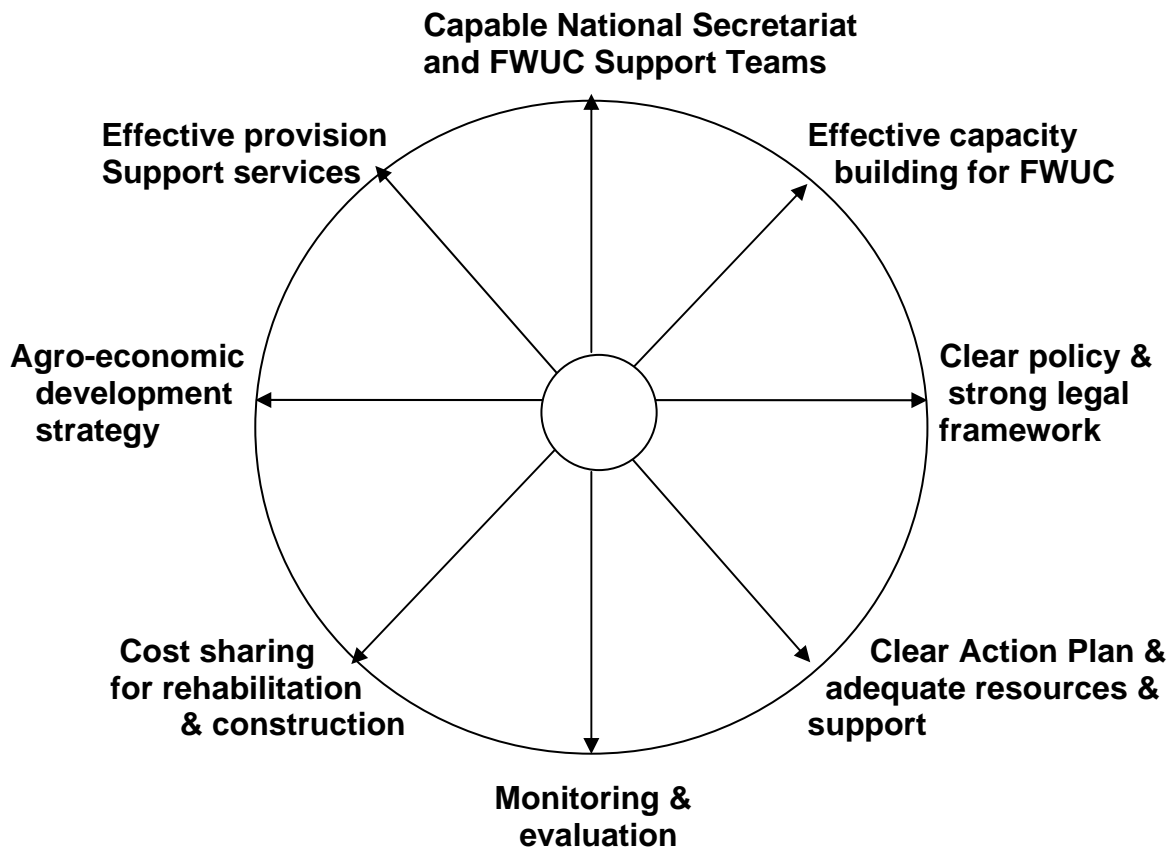 Capable National Secretariat
and FWUC Support Teams
Effective provision
Support services
Effective capacity
building for FWUC
Agro-economic
development
strategy
Clear policy &
strong legal
framework
Cost sharing
for rehabilitation
& construction
Clear Action Plan &
adequate resources &
support
Monitoring &
evaluation